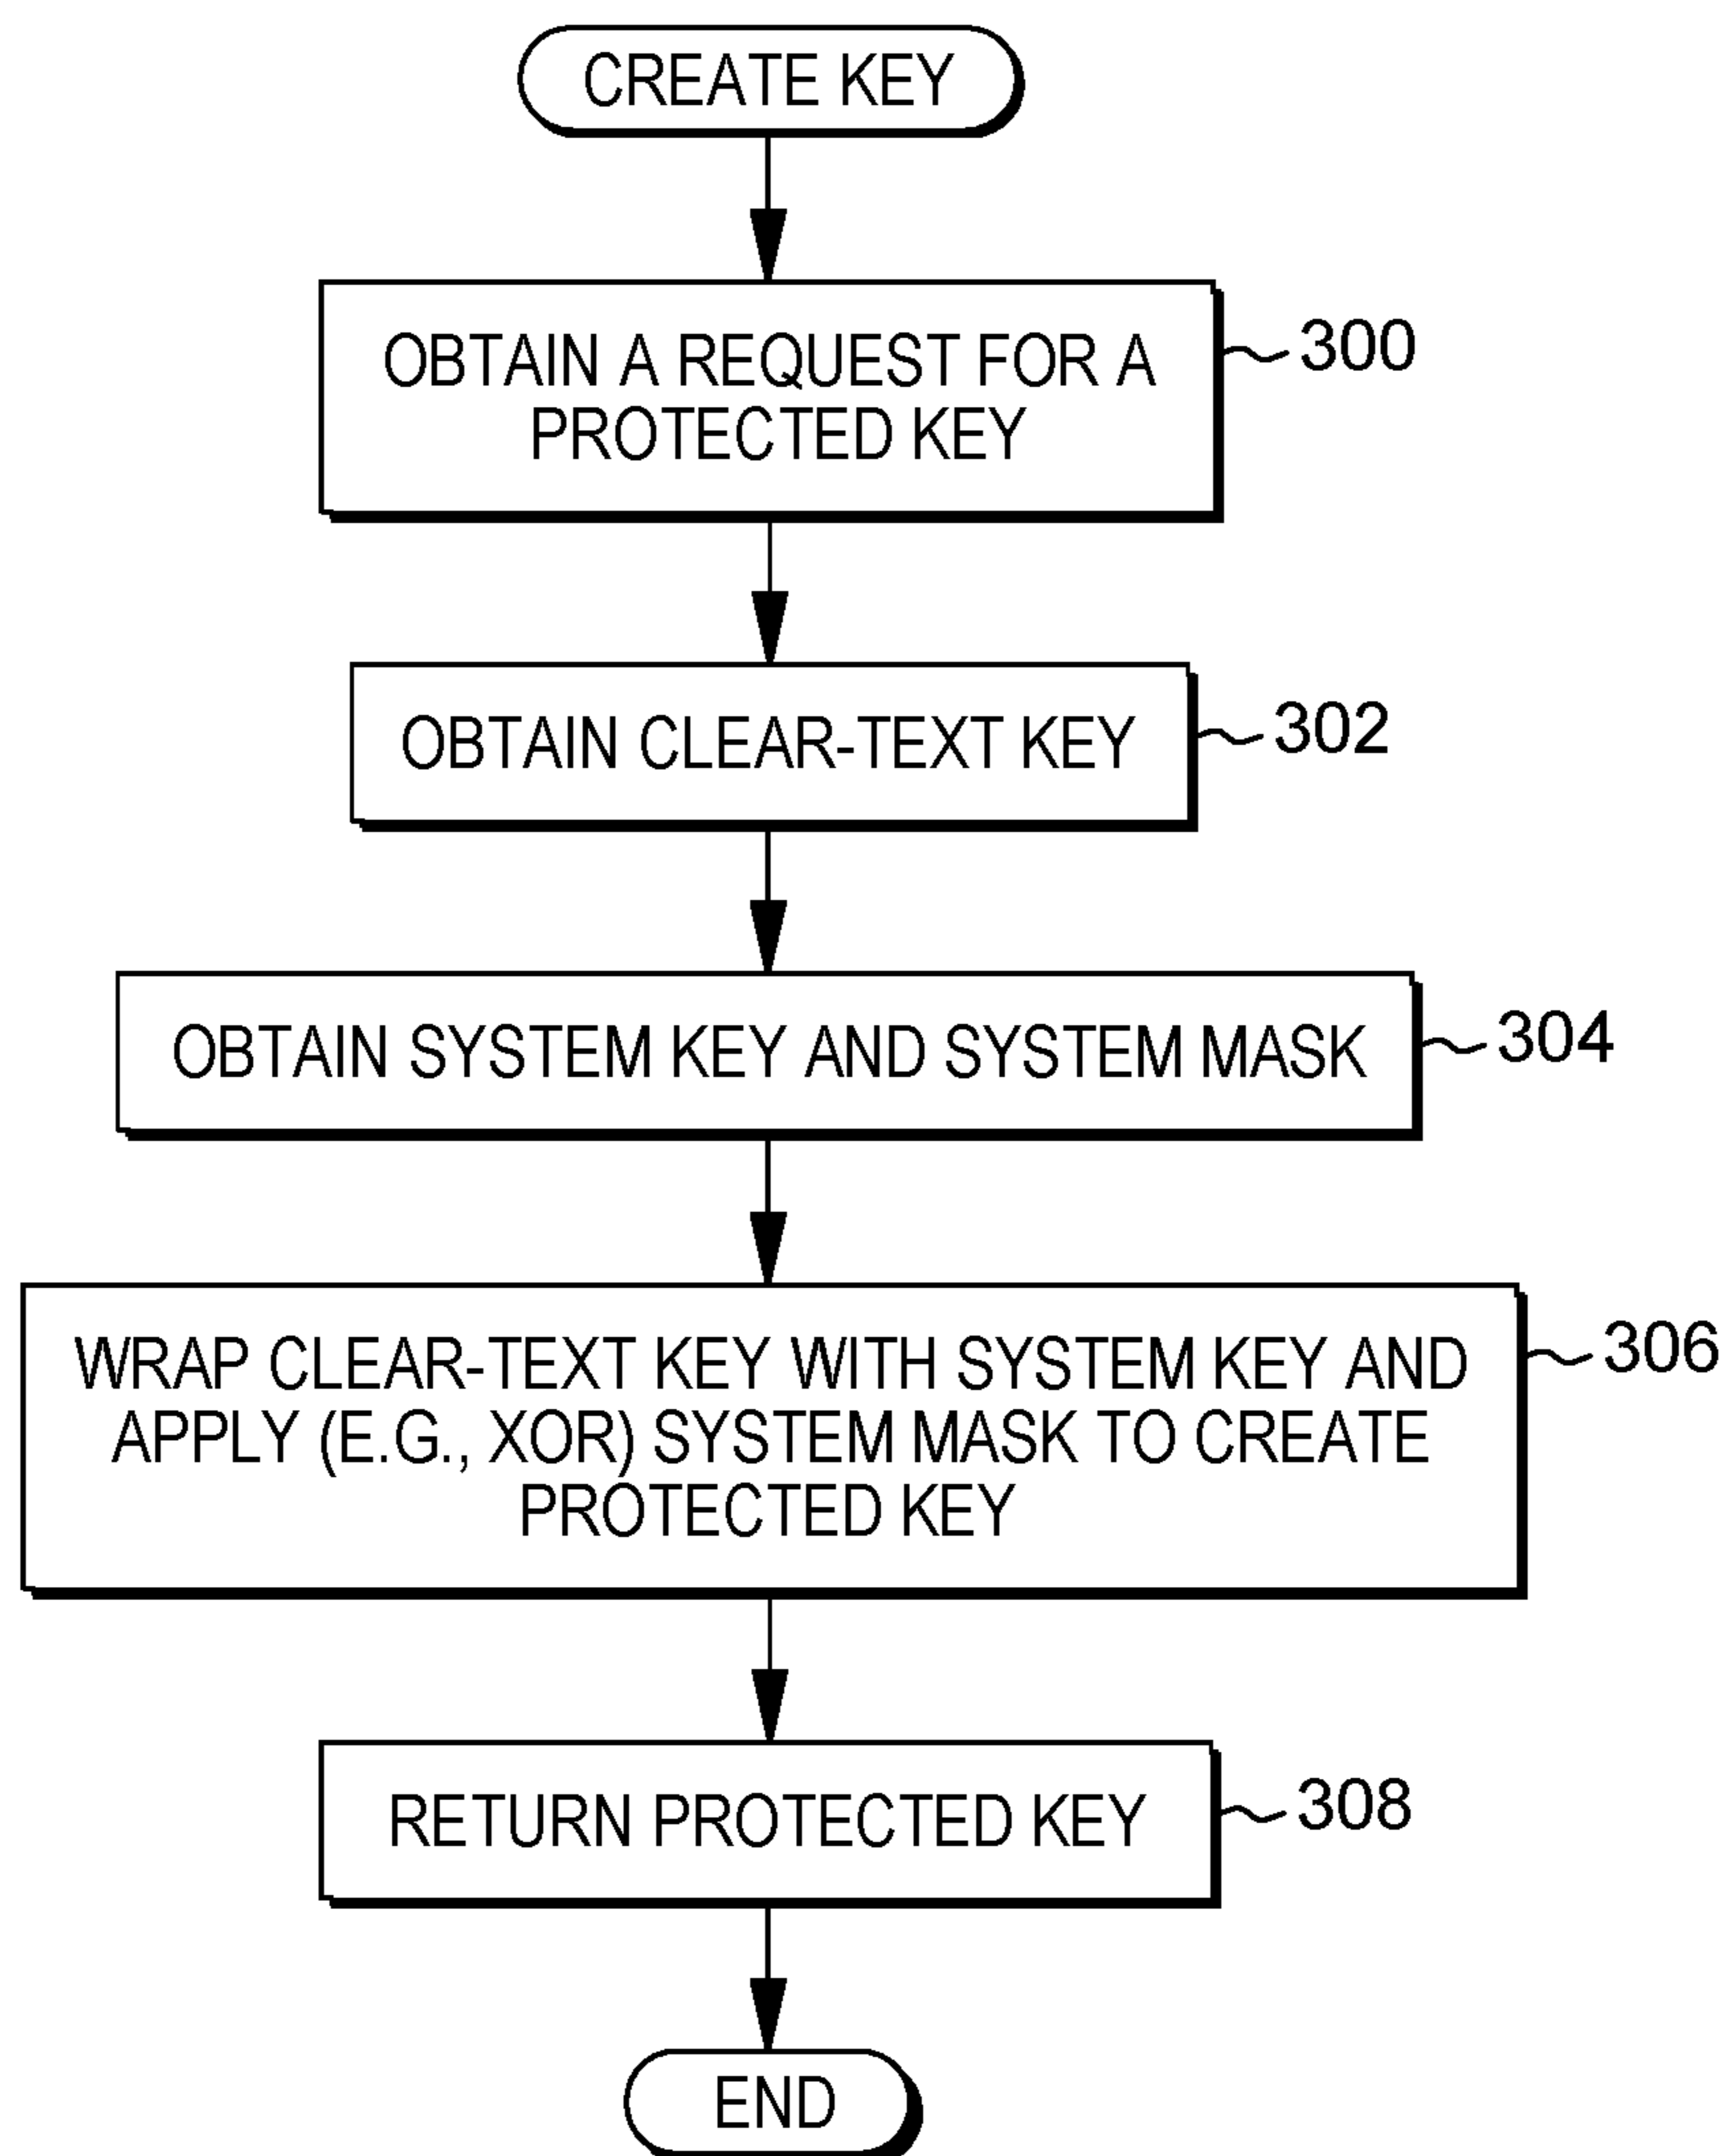 CREATE KEY
OBTAIN A REQUEST FOR A
PROTECTED KEY
300
OBTAIN CLEAR-TEXT KEY
302
OBTAIN SYSTEM KEY AND SYSTEM MASK
304
WRAP CLEAR-TEXT KEY WITH SYSTEM KEY AND
APPLY (E.G., XOR) SYSTEM MASK TO CREATE
PROTECTED KEY
306
RETURN PROTECTED KEY
308
END